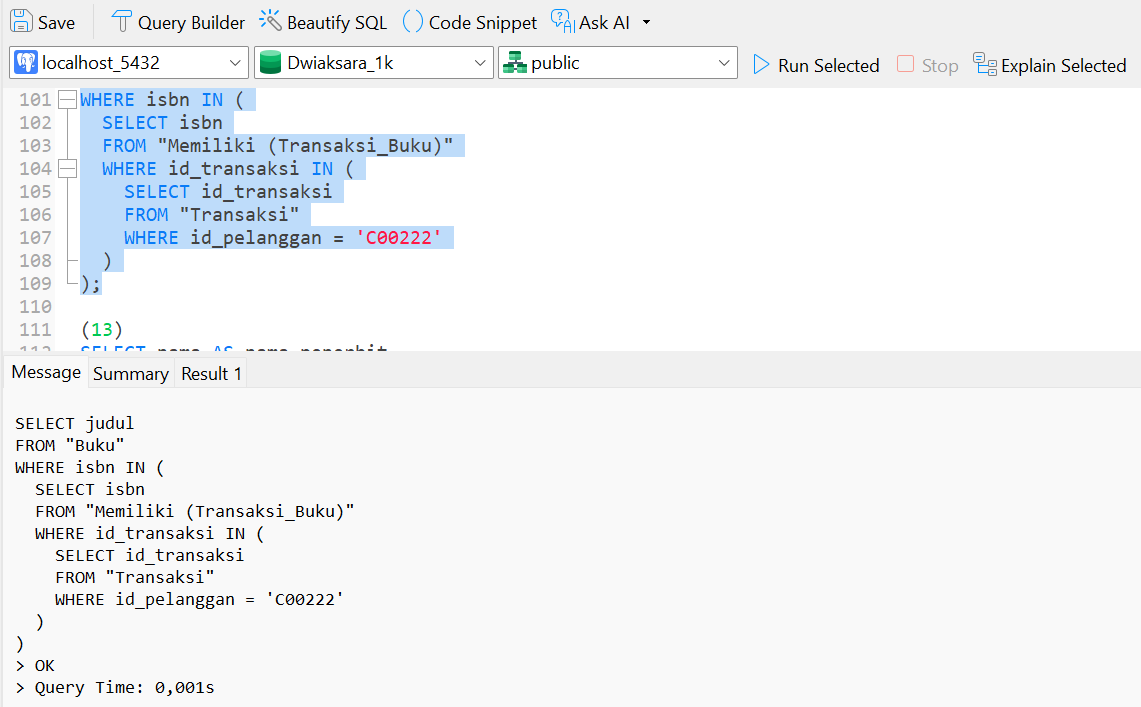 Save Query Builder Beautify SQL Code Snippet Ask AI
localhost_5432 Dwiaksara_1k public Run Selected Stop Explain Selected
101 WHERE isbn IN (
102 SELECT isbn
103 FROM "Memiliki (Transaksi_Buku)"
104 WHERE id_transaksi IN (
105 SELECT id_transaksi
106 FROM "Transaksi"
107 WHERE id_pelanggan = 'C00222'
108 )
109 );
110
111 (13)
112 SELECT nama AS nama_penerbit
Message Summary Result 1
SELECT judul
FROM "Buku"
WHERE isbn IN (
SELECT isbn
FROM "Memiliki (Transaksi_Buku)"
WHERE id_transaksi IN (
SELECT id_transaksi
FROM "Transaksi"
WHERE id_pelanggan = 'C00222'
)
)
> OK
> Query Time: 0,001s